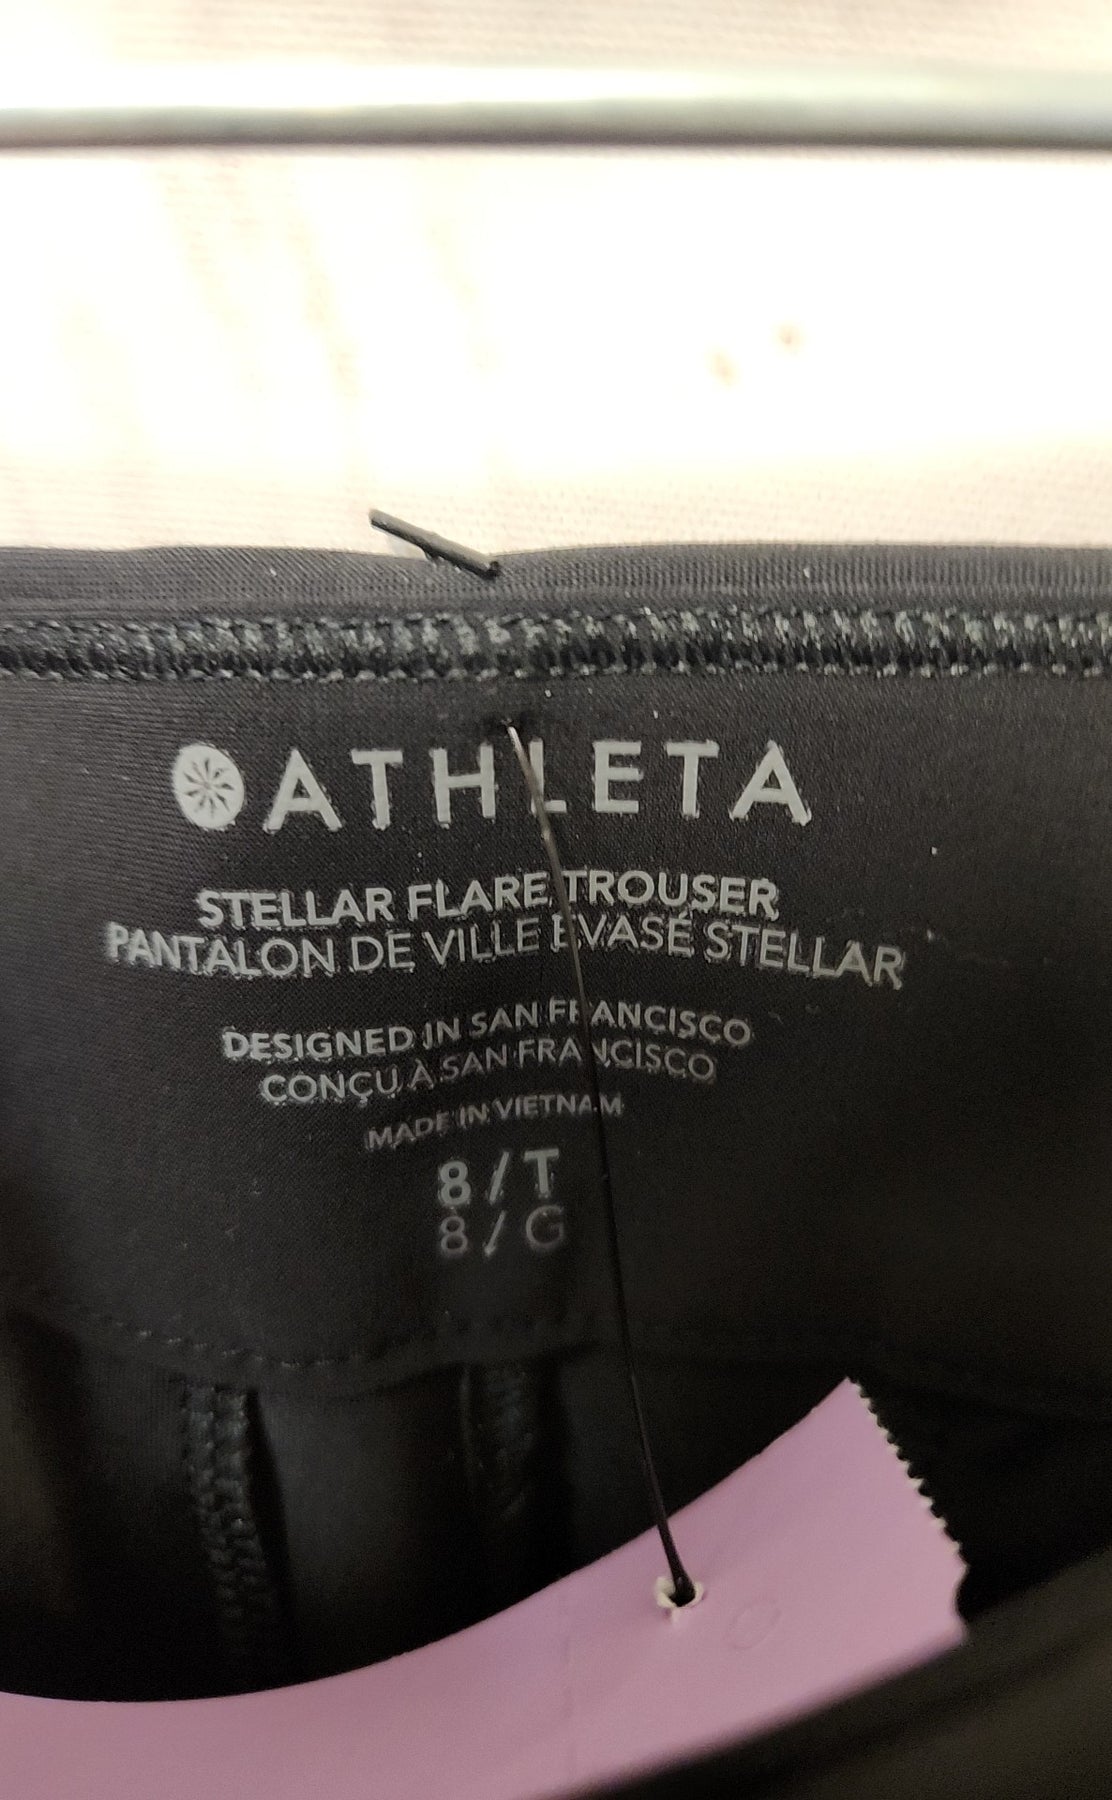 ATHLETA
STELLAR FLARE TROUSER
PANTALON DE VILLE ÉVASÉ STELLAR
DESIGNED IN SAN FRANCISCO
CONÇU À SAN FRANCISCO
MADE IN VIETNAM
8 / T
8 / G